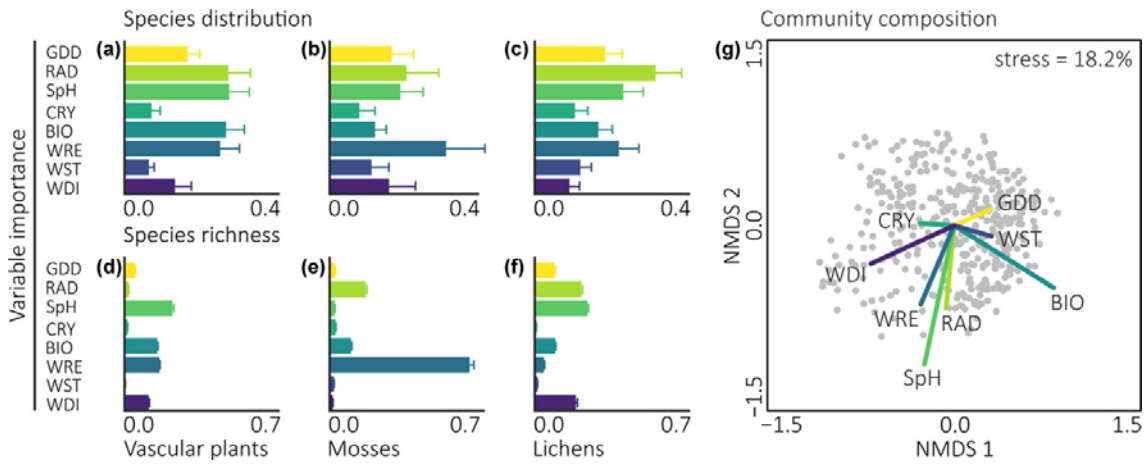 Species distribution
Community composition
Variable importance
(a)
(b)
(c)
GDD
RAD
SpH
CRY
BIO
WRE
WST
WDI
0.0
0.4
0.0
0.4
0.0
0.4
Species richness
(d)
(e)
(f)
GDD
RAD
SpH
CRY
BIO
WRE
WST
WDI
0.0
0.7
0.0
0.7
0.0
0.7
Vascular plants
Mosses
Lichens
(g)
stress = 18.2%
1.5
0.0
−1.5
NMDS 2
GDD
CRY
WST
WDI
BIO
WRE
RAD
SpH
−1.5
0.0
1.5
NMDS 1